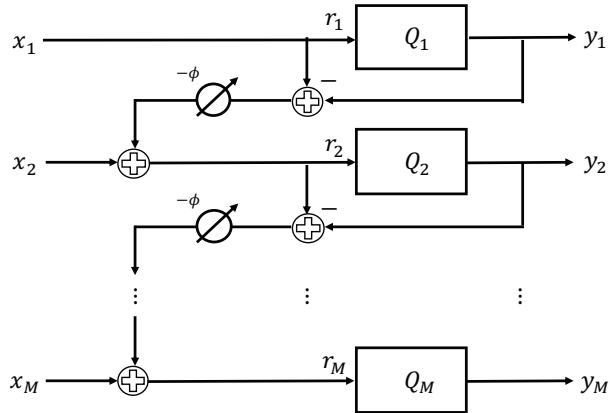 x₁ r₁ Q₁ y₁
−
−ϕ
x₂ r₂ Q₂ y₂
−
−ϕ
⋮ ⋮ ⋮
x_M r_M Q_M y_M